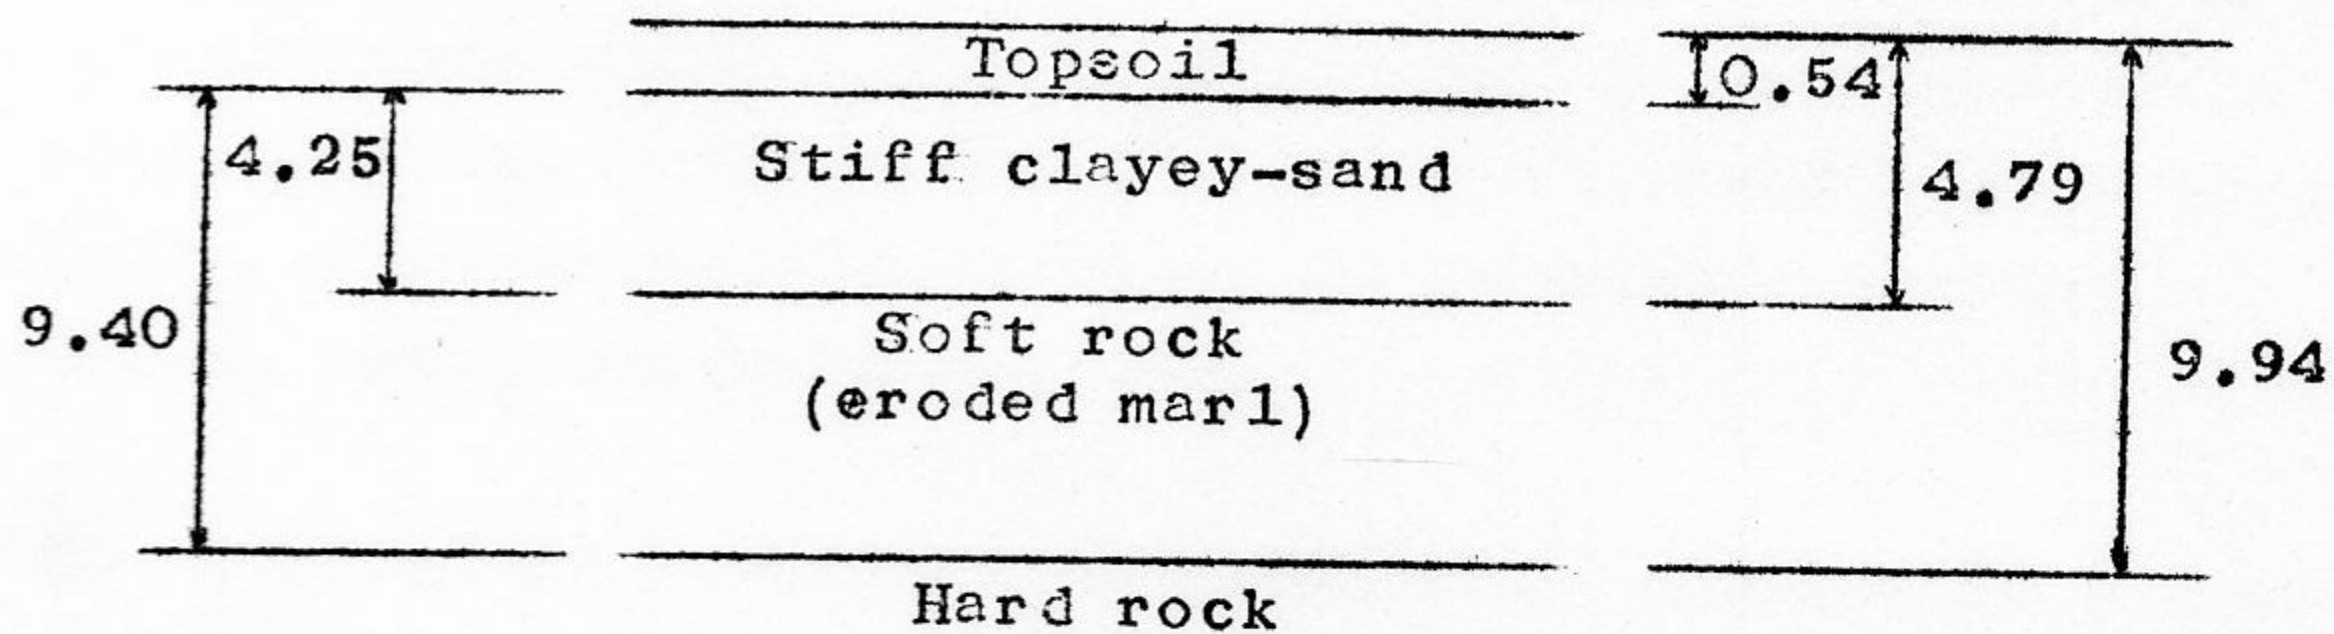 Topsoil
0.54
4.25
Stiff clayey-sand
4.79
9.40
Soft rock
9.94
(eroded marl)
Hard rock